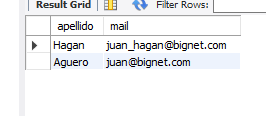 Result Grid Filter Rows:
apellido mail
Hagan juan_hagan@bignet.com
Aguero juan@bignet.com